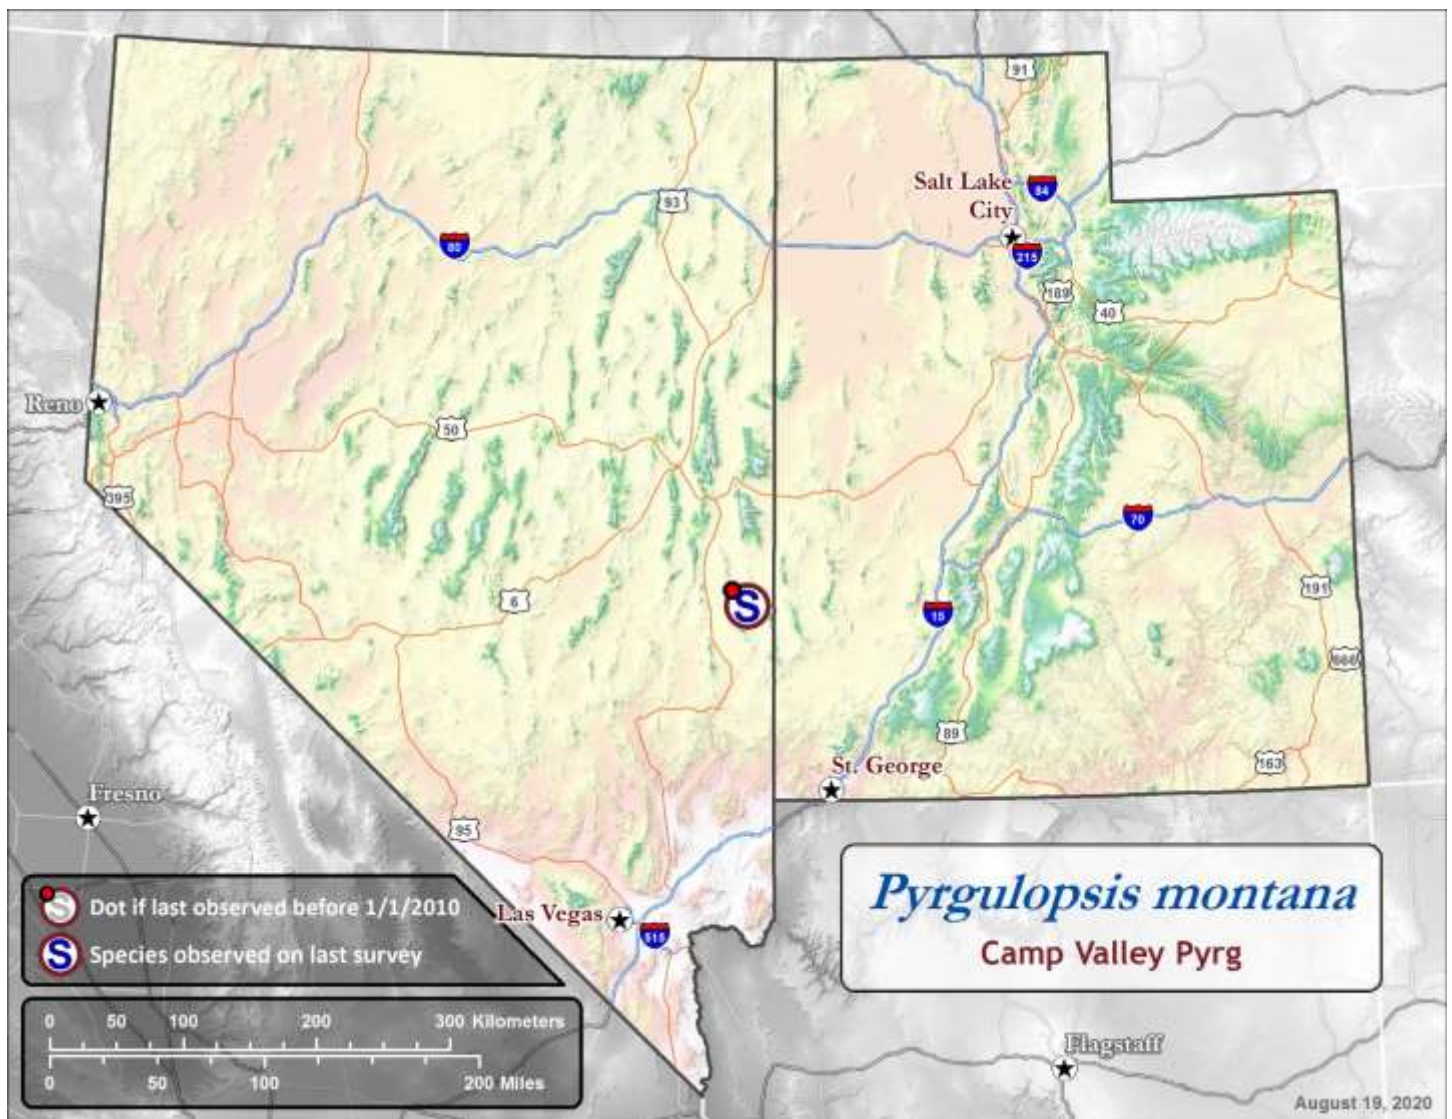 91
Salt Lake
City
84
93
80
215
189
40
Reno
50
395
70
6
S
15
191
666
89
St. George
163
Fresno
95
Pyrgulopsis montana
Camp Valley Pyrg
S Dot if last observed before 1/1/2010
S Species observed on last survey
Las Vegas
515
0 50 100 200 300 Kilometers
0 50 100 200 Miles
Flagstaff
August 19, 2020